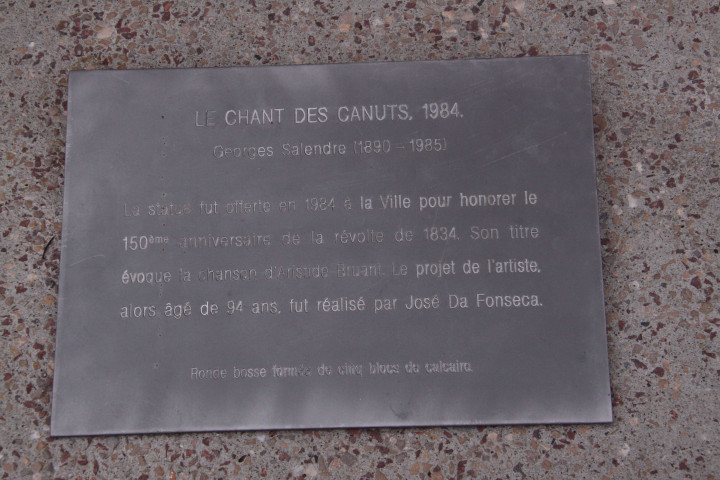 LE CHANT DES CANUTS, 1984.
Georges Salendre (1890 - 1985)
La statue fut offerte en 1984 à la Ville pour honorer le
150ème anniversaire de la révolte de 1834. Son titre
évoque la chanson d'Aristide Bruant. Le projet de l'artiste,
alors âgé de 94 ans, fut réalisé par José Da Fonseca.
Ronde bosse formée de cinq blocs de calcaire.